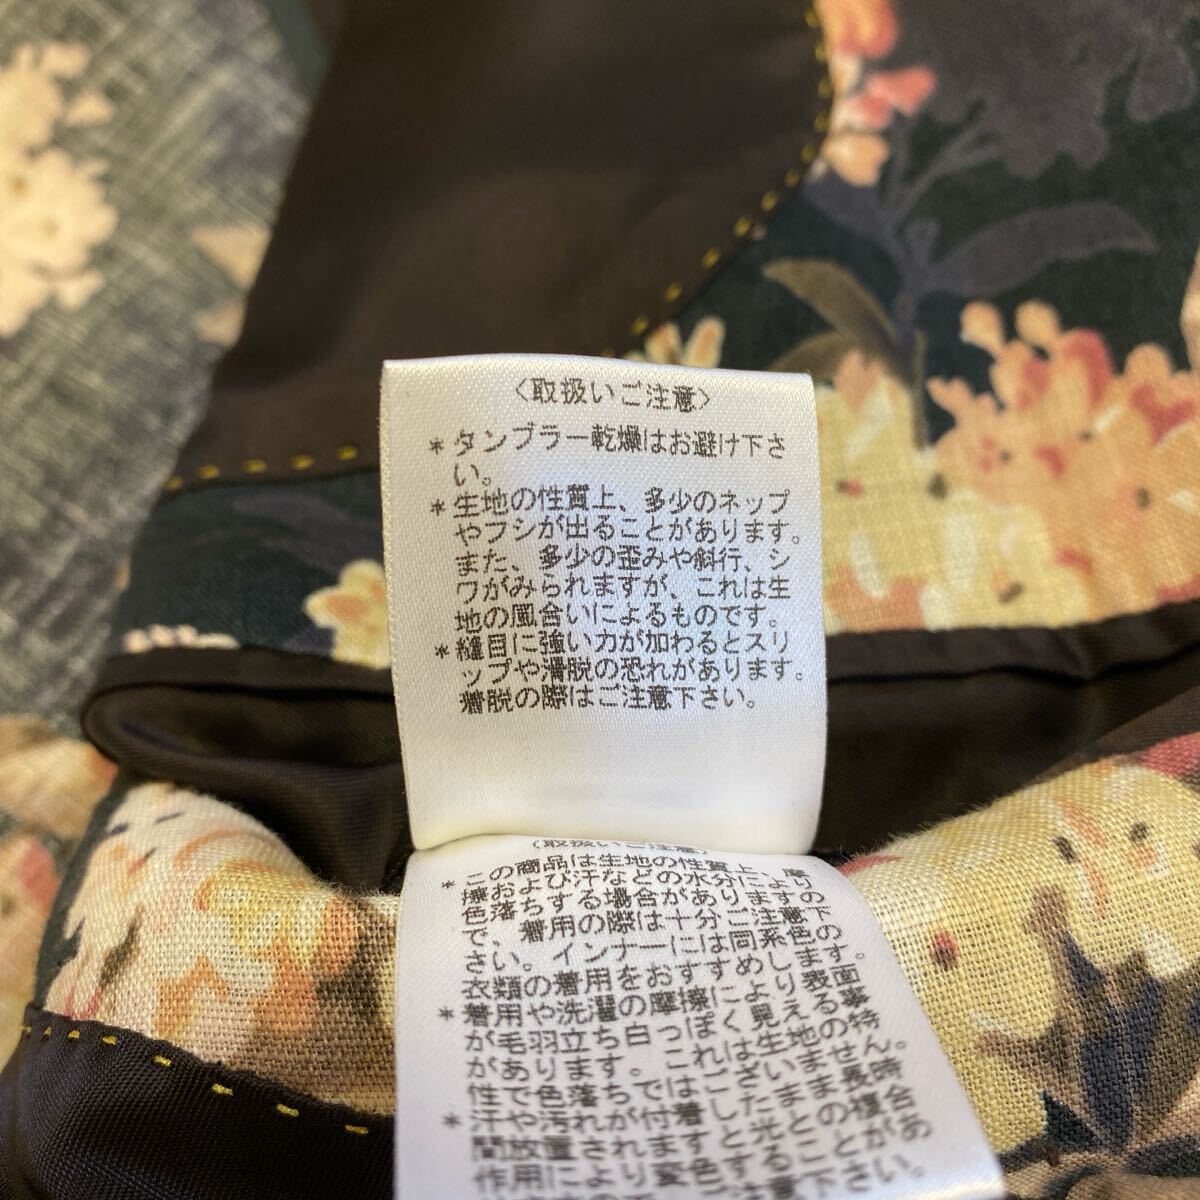 〈取扱いご注意〉
＊タンブラー乾燥はお避け下さ
い。
＊生地の性質上、多少のネップ
やフシが出ることがあります。
また、多少の歪みや斜行、シ
ワがみられますが、これは生
地の風合いによるものです。
＊縫目に強い力が加わるとスリ
ップや滑脱の恐れがあります。
着脱の際はご注意下さい。
〈取扱いご注意〉
＊この商品は生地の性質上、摩
擦および汗などの水分により
色落ちする場合がありますの
で、着用の際は十分ご注意下
さい。インナーには同系色の
衣類の着用をおすすめします。
＊着用や洗濯の摩擦により表面
が毛羽立ち白っぽく見える事
があります。これは生地の特
性で色落ちではございません。
＊汗や汚れが付着したまま長時
間放置されますと光との複合
作用により変色することがあ